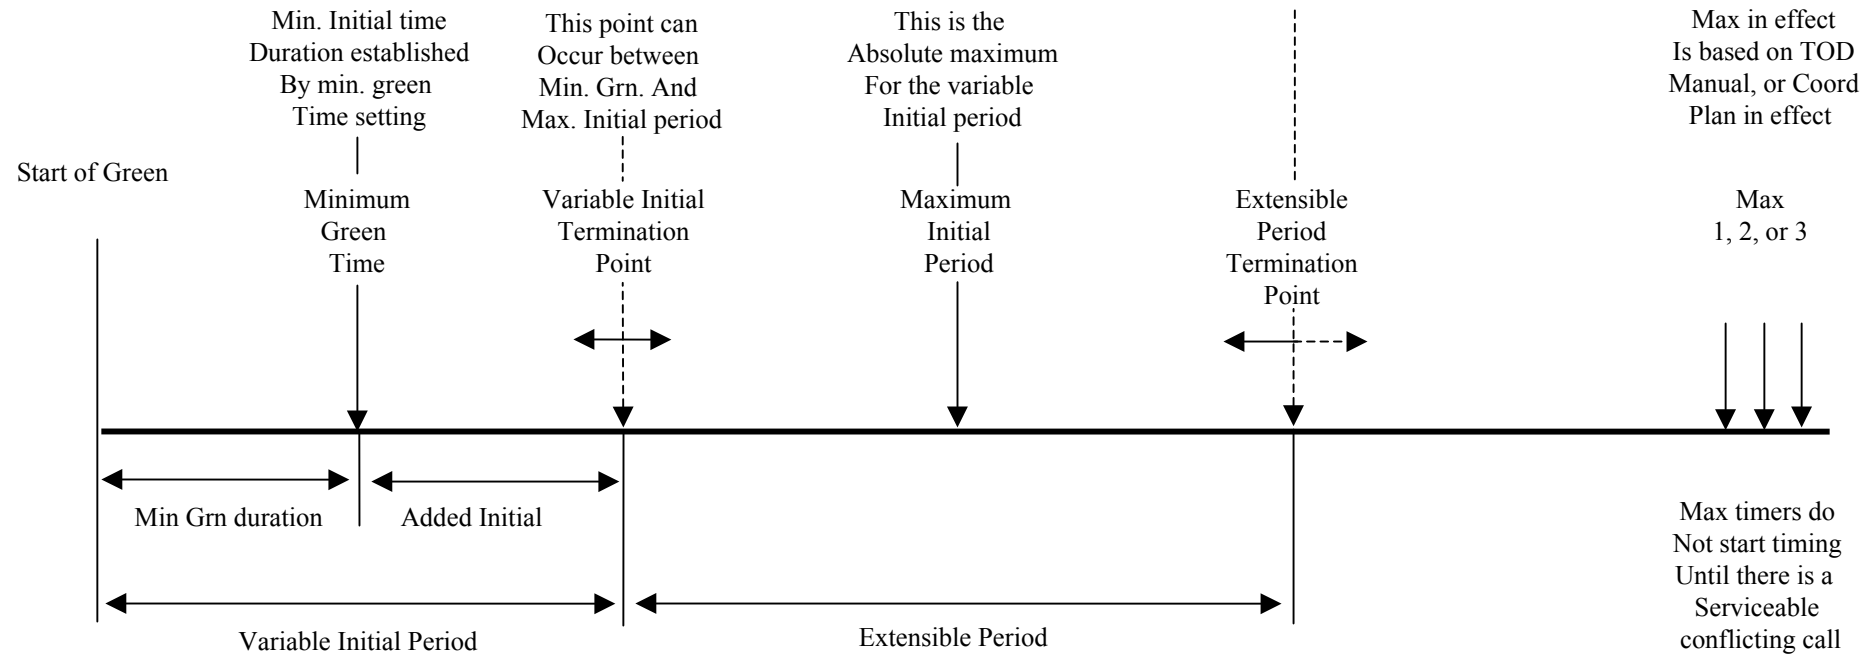 Min. Initial time
Duration established
By min. green
Time setting
This point can
Occur between
Min. Grn. And
Max. Initial period
This is the
Absolute maximum
For the variable
Initial period
Max in effect
Is based on TOD
Manual, or Coord
Plan in effect
Start of Green
Minimum
Green
Time
Variable Initial
Termination
Point
Maximum
Initial
Period
Extensible
Period
Termination
Point
Max
1, 2, or 3
Min Grn duration
Added Initial
Variable Initial Period
Extensible Period
Max timers do
Not start timing
Until there is a
Serviceable
conflicting call